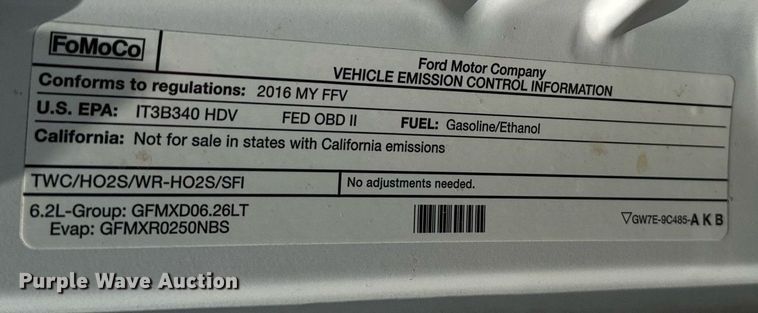 FoMoCo
Ford Motor Company
VEHICLE EMISSION CONTROL INFORMATION
Conforms to regulations: 2016 MY FFV
U.S. EPA: IT3B340 HDV FED OBD II FUEL: Gasoline/Ethanol
California: Not for sale in states with California emissions
TWC/HO2S/WR-HO2S/SFI No adjustments needed.
6.2L-Group: GFMXD06.26LT
Evap: GFMXR0250NBS
▽GW7E-9C485-A K B
Purple Wave Auction